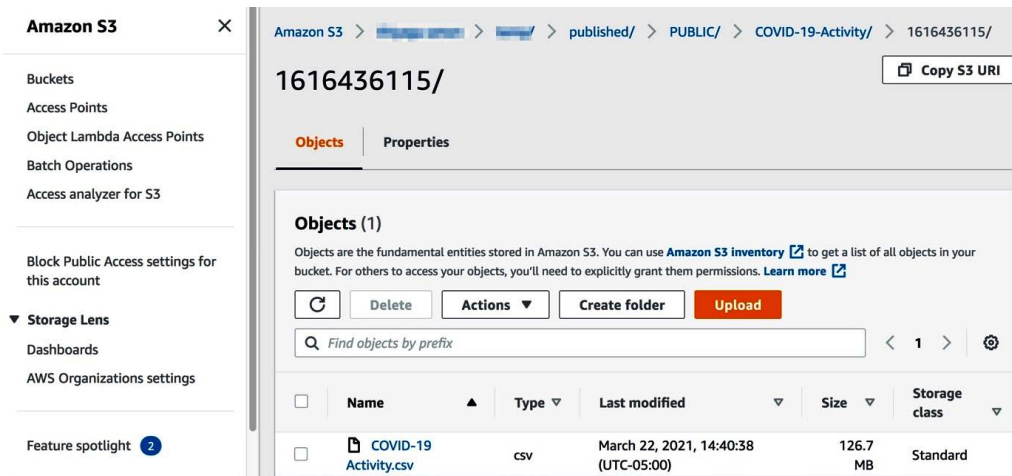 Amazon S3
Buckets
Access Points
Object Lambda Access Points
Batch Operations
Access analyzer for S3
Block Public Access settings for
this account
Storage Lens
Dashboards
AWS Organizations settings
Feature spotlight 2
Amazon S3 > > / > published/ > PUBLIC/ > COVID-19-Activity/ > 1616436115/
1616436115/
Copy S3 URI
Objects Properties
Objects (1)
Objects are the fundamental entities stored in Amazon S3. You can use Amazon S3 inventory to get a list of all objects in your
bucket. For others to access your objects, you'll need to explicitly grant them permissions. Learn more
Delete Actions Create folder Upload
Find objects by prefix
< 1 >
Name Type Last modified Size Storage
class
COVID-19 csv March 22, 2021, 14:40:38 126.7 Standard
Activity.csv (UTC-05:00) MB